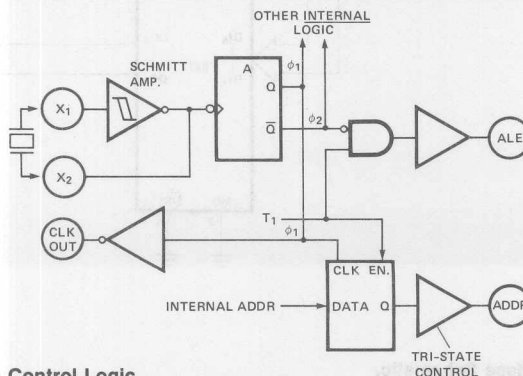 OTHER INTERNAL
LOGIC
SCHMITT
AMP.
A
Q
ϕ1
X1
Q̅
ϕ2
ALE
X2
T1
CLK
OUT
ϕ1
CLK EN.
INTERNAL ADDR
DATA Q
ADDR
TRI-STATE
CONTROL
Control Logic